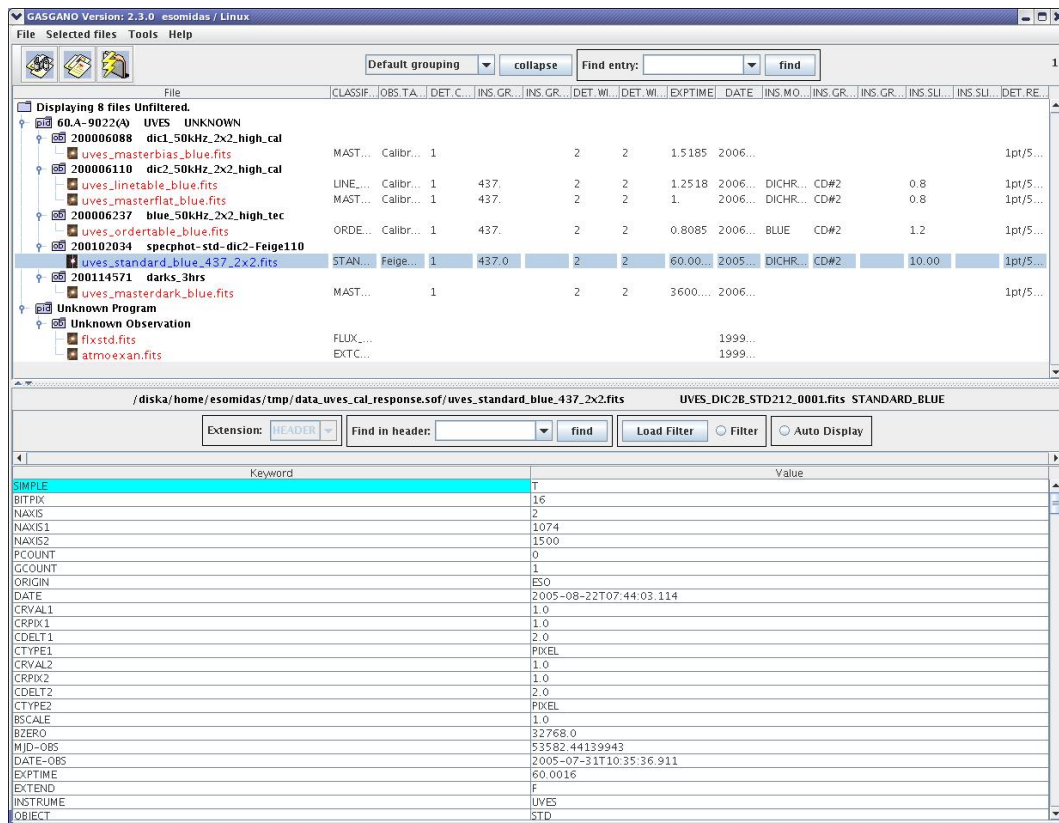 GASGANO Version: 2.3.0 esomidas / Linux
File Selected files Tools Help
Default grouping collapse Find entry: find 1
File CLASSIF... OBS.TA... DET.C... INS.GR... INS.GR... DET.WI... DET.WI... EXPTIME DATE INS.MO... INS.GR... INS.GR... INS.SLI... INS.SLI... DET.RE...
Displaying 8 files Unfiltered.
pid 60.A-9022(A) UVES UNKNOWN
ob 200006088 dic1_50kHz_2x2_high_cal
uves_masterbias_blue.fits MAST... Calibr... 1 2 2 1.5185 2006... 1pt/5...
ob 200006110 dic2_50kHz_2x2_high_cal
uves_linetable_blue.fits LINE_... Calibr... 1 437. 2 2 1.2518 2006... DICHR... CD#2 0.8 1pt/5...
uves_masterflat_blue.fits MAST... Calibr... 1 437. 2 2 1. 2006... DICHR... CD#2 0.8 1pt/5...
ob 200006237 blue_50kHz_2x2_high_tec
uves_ordertable_blue.fits ORDE... Calibr... 1 437. 2 2 0.8085 2006... BLUE CD#2 1.2 1pt/5...
ob 200102034 specphot-std-dic2-Feige110
uves_standard_blue_437_2x2.fits STAN... Feige... 1 437.0 2 2 60.00... 2005... DICHR... CD#2 10.00 1pt/5...
ob 200114571 darks_3hrs
uves_masterdark_blue.fits MAST... 1 2 2 3600.... 2006... 1pt/5...
pid Unknown Program
ob Unknown Observation
flxstd.fits FLUX_... 1999...
atmoexan.fits EXTC... 1999...
/diska/home/esomidas/tmp/data_uves_cal_response.sof/uves_standard_blue_437_2x2.fits UVES_DIC2B_STD212_0001.fits STANDARD_BLUE
Extension: HEADER Find in header: find Load Filter Filter Auto Display
Keyword Value
SIMPLE T
BITPIX 16
NAXIS 2
NAXIS1 1074
NAXIS2 1500
PCOUNT 0
GCOUNT 1
ORIGIN ESO
DATE 2005-08-22T07:44:03.114
CRVAL1 1.0
CRPIX1 1.0
CDELT1 2.0
CTYPE1 PIXEL
CRVAL2 1.0
CRPIX2 1.0
CDELT2 2.0
CTYPE2 PIXEL
BSCALE 1.0
BZERO 32768.0
MJD-OBS 53582.44139943
DATE-OBS 2005-07-31T10:35:36.911
EXPTIME 60.0016
EXTEND F
INSTRUME UVES
OBJECT STD